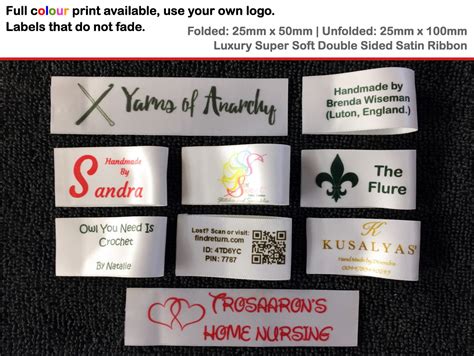 Full colour print available, use your own logo.
Labels that do not fade.
Folded: 25mm x 50mm | Unfolded: 25mm x 100mm
Luxury Super Soft Double Sided Satin Ribbon
Yarns of Anarchy
Handmade by
Brenda Wiseman
(Luton, England.)
Handmade
By
Sandra
The
Flure
Owl You Need Is
Crochet
By Natalie
Lost? Scan or visit:
findreturn.com
ID: 4TD6YC
PIN: 7787
K
KUSALYAS
TROSAARON'S
HOME NURSING